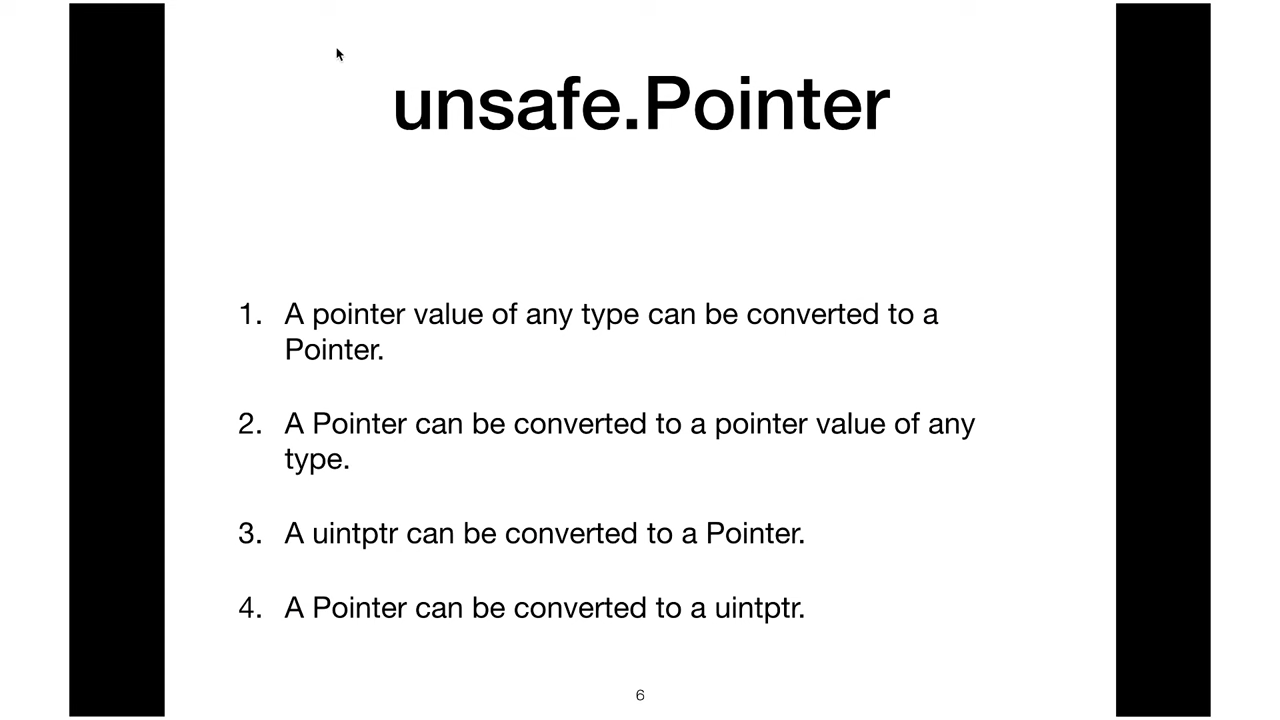 unsafe.Pointer
1. A pointer value of any type can be converted to a
Pointer.
2. A Pointer can be converted to a pointer value of any
type.
3. A uintptr can be converted to a Pointer.
4. A Pointer can be converted to a uintptr.
6